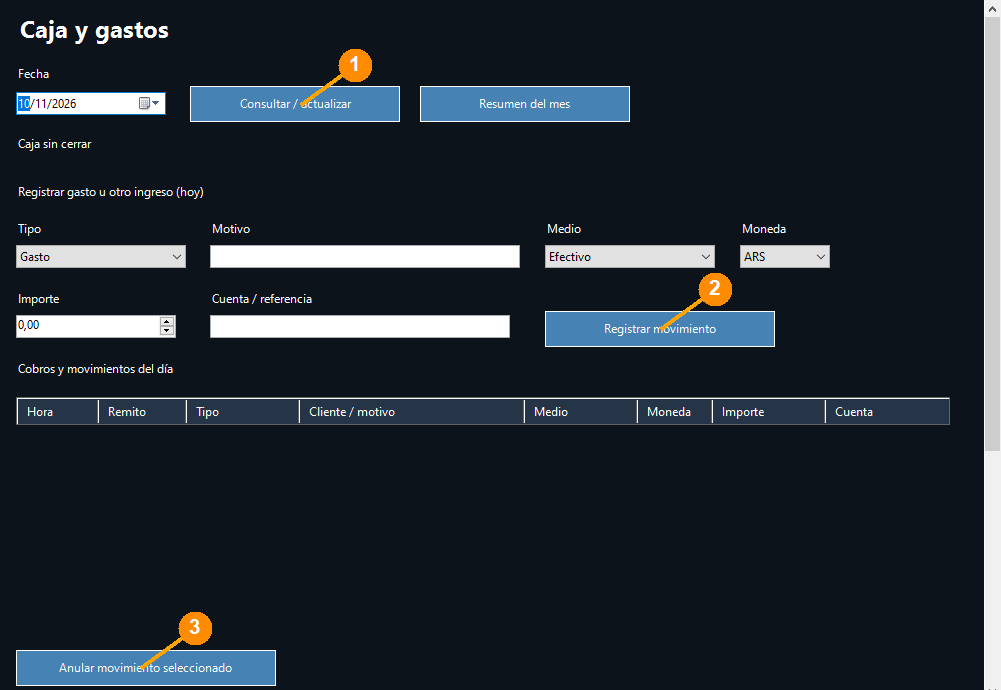 Caja y gastos
1
Fecha
10/11/2026
Consultar / actualizar
Resumen del mes
Caja sin cerrar
Registrar gasto u otro ingreso (hoy)
Tipo Motivo Medio Moneda
Gasto Efectivo ARS
Importe Cuenta / referencia
2
0,00
Registrar movimiento
Cobros y movimientos del día
Hora Remito Tipo Cliente / motivo Medio Moneda Importe Cuenta
3
Anular movimiento seleccionado